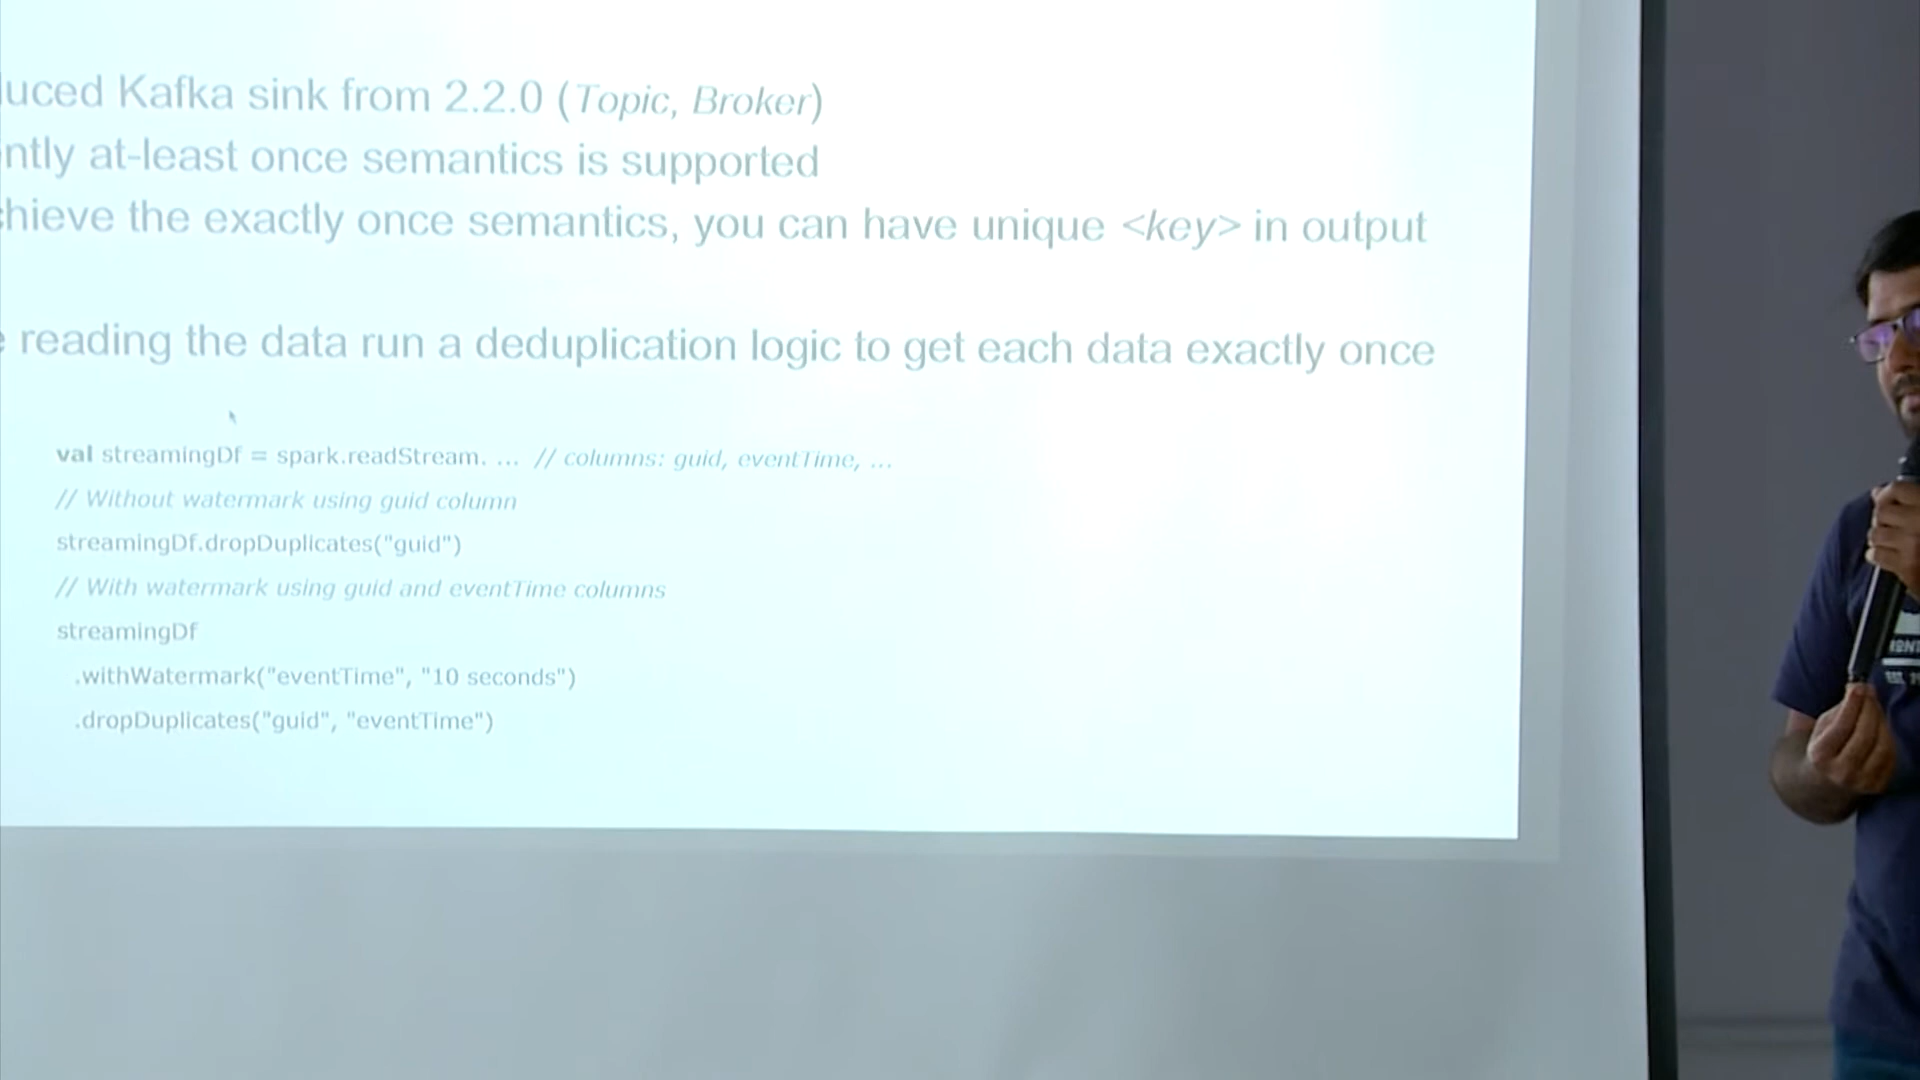 uced Kafka sink from 2.2.0 (Topic, Broker)
ntly at-least once semantics is supported
hieve the exactly once semantics, you can have unique <key> in output
reading the data run a deduplication logic to get each data exactly once
val streamingDf = spark.readStream. ... // columns: guid, eventTime, ...
// Without watermark using guid column
streamingDf.dropDuplicates("guid")
// With watermark using guid and eventTime columns
streamingDf
.withWatermark("eventTime", "10 seconds")
.dropDuplicates("guid", "eventTime")